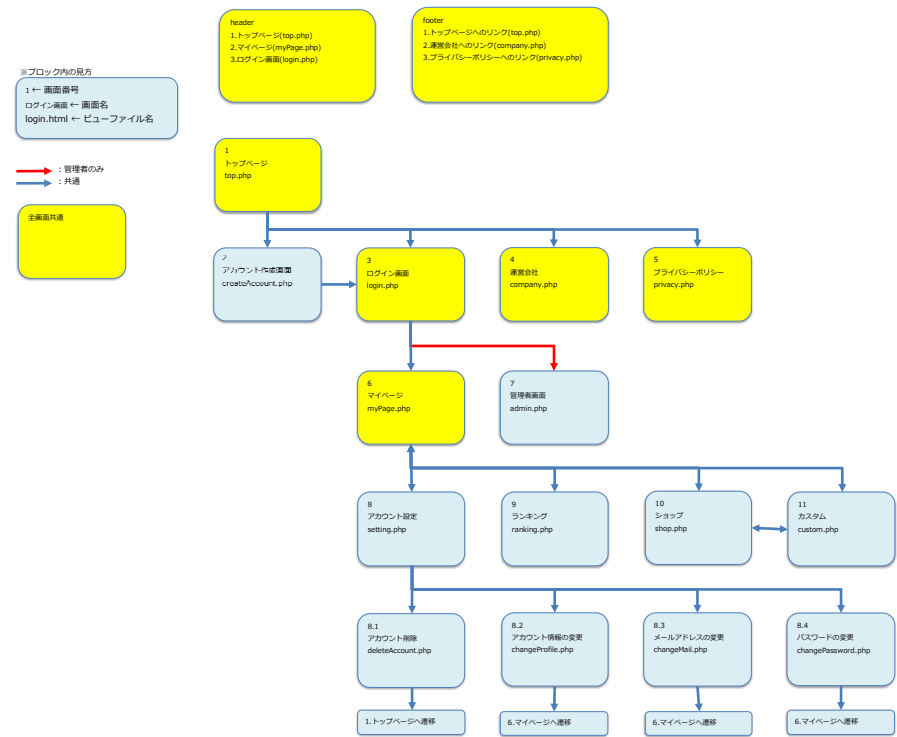 header
1.トップページ(top.php)
2.マイページ(myPage.php)
3.ログイン画面(login.php)
footer
1.トップページへのリンク(top.php)
2.運営会社へのリンク(company.php)
3.プライバシーポリシーへのリンク(privacy.php)
※ブロック内の見方
1 ← 画面番号
ログイン画面 ← 画面名
login.html ← ビューファイル名
：管理者のみ
：共通
全画面共通
1
トップページ
top.php
2
アカウント作成画面
createAccount.php
3
ログイン画面
login.php
4
運営会社
company.php
5
プライバシーポリシー
privacy.php
6
マイページ
myPage.php
7
管理者画面
admin.php
8
アカウント設定
setting.php
9
ランキング
ranking.php
10
ショップ
shop.php
11
カスタム
custom.php
8.1
アカウント削除
deleteAccount.php
8.2
アカウント情報の変更
changeProfile.php
8.3
メールアドレスの変更
changeMail.php
8.4
パスワードの変更
changePassword.php
1.トップページへ遷移
6.マイページへ遷移
6.マイページへ遷移
6.マイページへ遷移